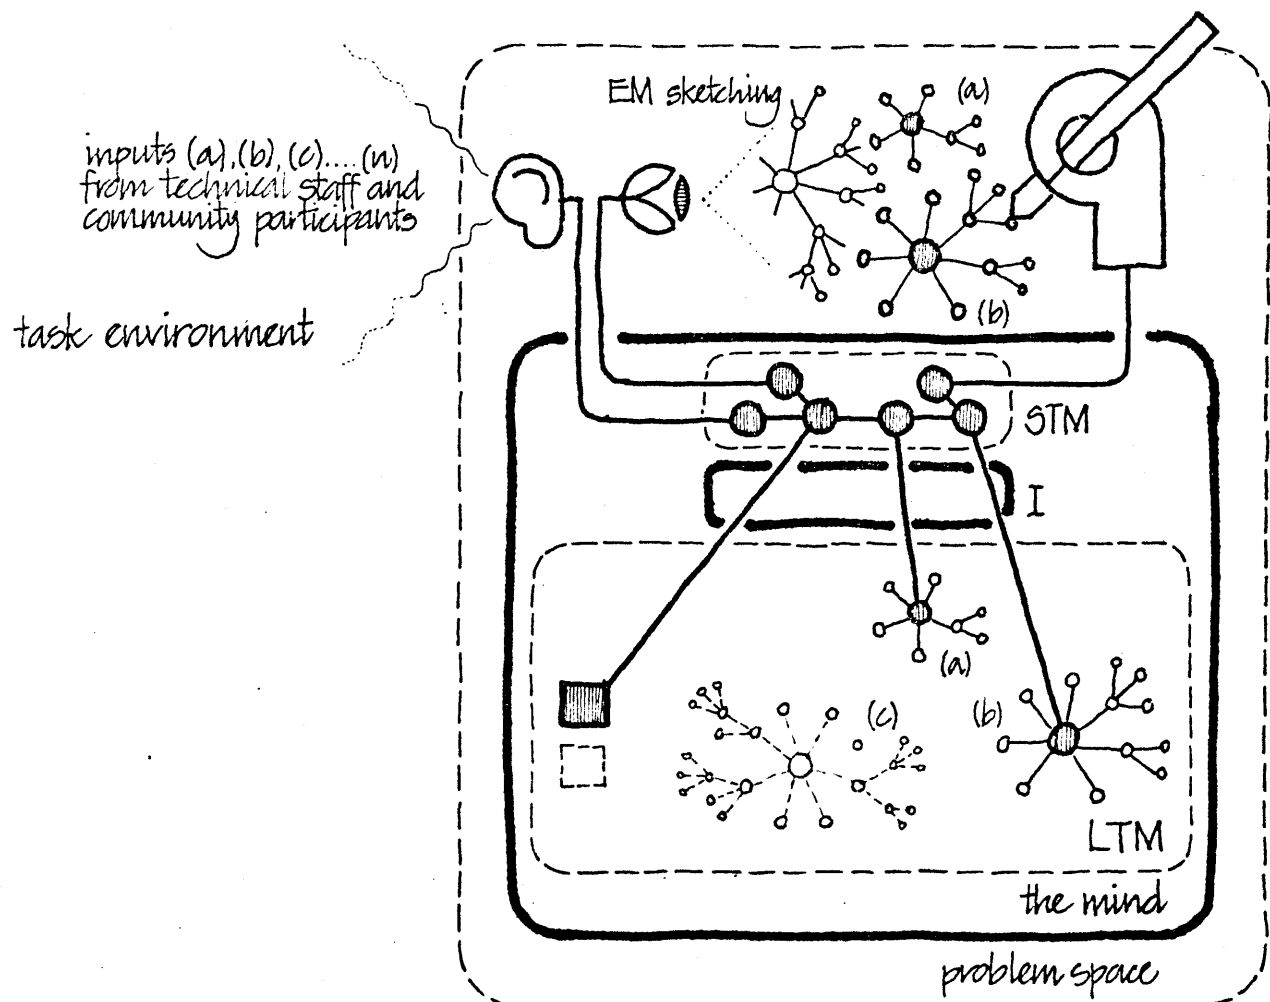 EM sketching
(a)
inputs (a), (b), (c).... (n)
from technical staff and
community participants
(b)
task environment
STM
I
(a)
(c)
(b)
LTM
the mind
problem space